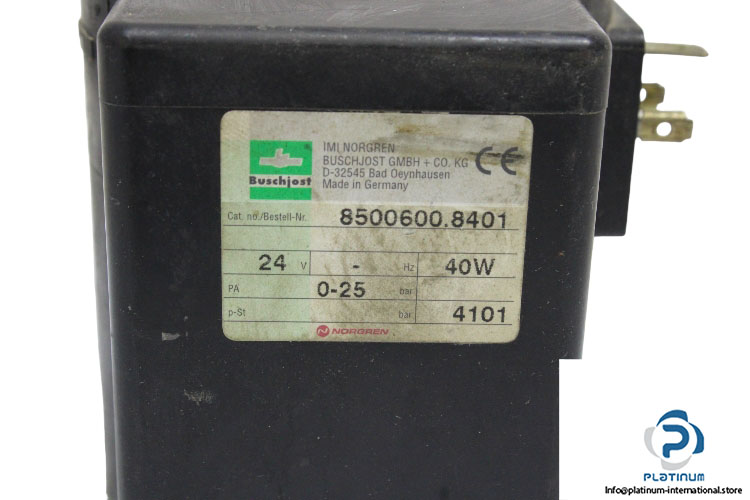 IMI NORGREN
BUSCHJOST GMBH + CO. KG
D-32545 Bad Oeynhausen
Made in Germany
CE
Buschjost
Cat. no./Bestell-Nr. 8500600.8401
24 V - Hz 40W
PA 0-25 bar
p-St bar 4101
NORGREN
PLATINUM
Info@platinum-international.store